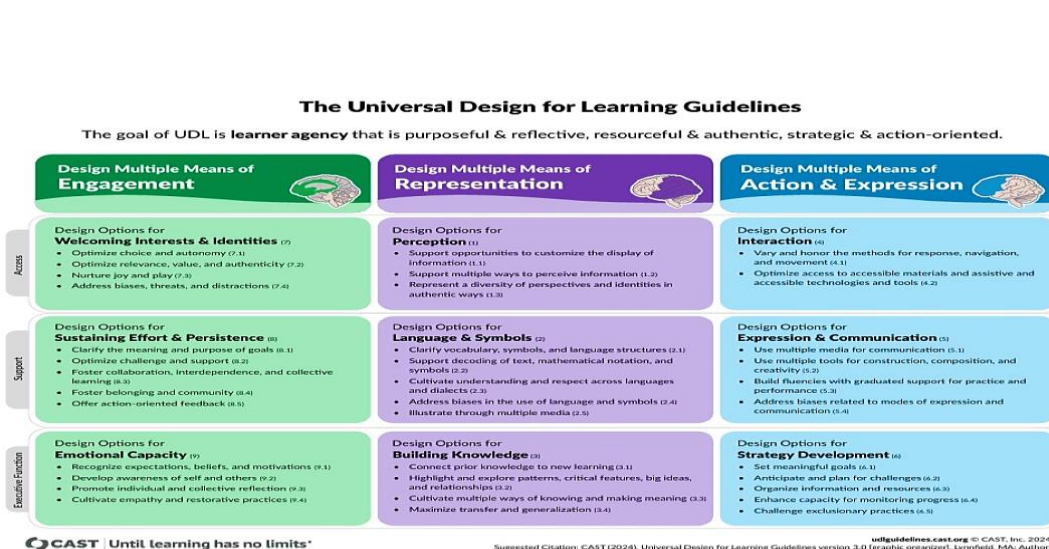 The Universal Design for Learning Guidelines
The goal of UDL is learner agency that is purposeful & reflective, resourceful & authentic, strategic & action-oriented.
Design Multiple Means of
Engagement
Design Multiple Means of
Representation
Design Multiple Means of
Action & Expression
Access
Design Options for
Welcoming Interests & Identities (7)
• Optimize choice and autonomy (7.1)
• Optimize relevance, value, and authenticity (7.2)
• Nurture joy and play (7.3)
• Address biases, threats, and distractions (7.4)
Design Options for
Perception (1)
• Support opportunities to customize the display of
information (1.1)
• Support multiple ways to perceive information (1.2)
• Represent a diversity of perspectives and identities in
authentic ways (1.3)
Design Options for
Interaction (4)
• Vary and honor the methods for response, navigation,
and movement (4.1)
• Optimize access to accessible materials and assistive and
accessible technologies and tools (4.2)
Support
Design Options for
Sustaining Effort & Persistence (8)
• Clarify the meaning and purpose of goals (8.1)
• Optimize challenge and support (8.2)
• Foster collaboration, interdependence, and collective
learning (8.3)
• Foster belonging and community (8.4)
• Offer action-oriented feedback (8.5)
Design Options for
Language & Symbols (2)
• Clarify vocabulary, symbols, and language structures (2.1)
• Support decoding of text, mathematical notation, and
symbols (2.2)
• Cultivate understanding and respect across languages
and dialects (2.3)
• Address biases in the use of language and symbols (2.4)
• Illustrate through multiple media (2.5)
Design Options for
Expression & Communication (5)
• Use multiple media for communication (5.1)
• Use multiple tools for construction, composition, and
creativity (5.2)
• Build fluencies with graduated support for practice and
performance (5.3)
• Address biases related to modes of expression and
communication (5.4)
Executive Function
Design Options for
Emotional Capacity (9)
• Recognize expectations, beliefs, and motivations (9.1)
• Develop awareness of self and others (9.2)
• Promote individual and collective reflection (9.3)
• Cultivate empathy and restorative practices (9.4)
Design Options for
Building Knowledge (3)
• Connect prior knowledge to new learning (3.1)
• Highlight and explore patterns, critical features, big ideas,
and relationships (3.2)
• Cultivate multiple ways of knowing and making meaning (3.3)
• Maximize transfer and generalization (3.4)
Design Options for
Strategy Development (6)
• Set meaningful goals (6.1)
• Anticipate and plan for challenges (6.2)
• Organize information and resources (6.3)
• Enhance capacity for monitoring progress (6.4)
• Challenge exclusionary practices (6.5)
CAST | Until learning has no limits*
udlguidelines.cast.org © CAST, Inc. 2024
Suggested Citation: CAST (2024). Universal Design for Learning Guidelines version 3.0 [graphic organizer]. Lynnfield, MA: Author